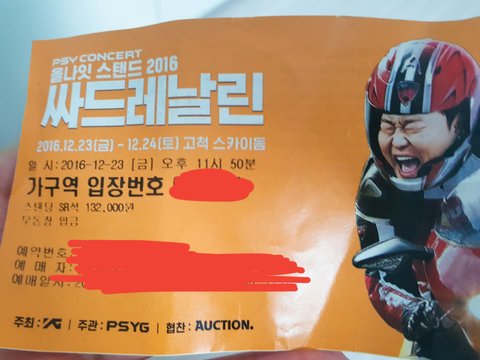 PSY CONCERT
올나잇 스탠드 2016
싸드레날린
2016.12.23(금) - 12.24(토) 고척 스카이돔
일 시:2016-12-23 [금] 오후 11시 50분
가구역 입장번호
스탠딩 SR석 132,000원
무통장 입금
예약번호
예 매 자:
예매일자:20
주최: YG | 주관: PSYG | 협찬: AUCTION.